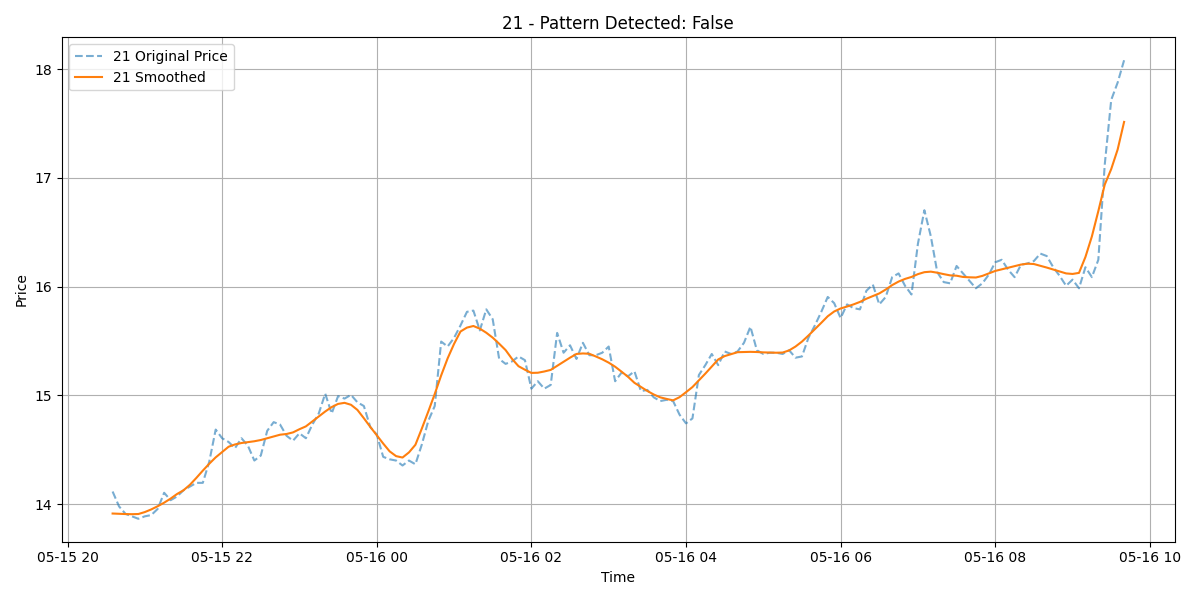 21 - Pattern Detected: False
21 Original Price
21 Smoothed
18
17
16
15
14
Price
05-15 20
05-15 22
05-16 00
05-16 02
05-16 04
05-16 06
05-16 08
05-16 10
Time